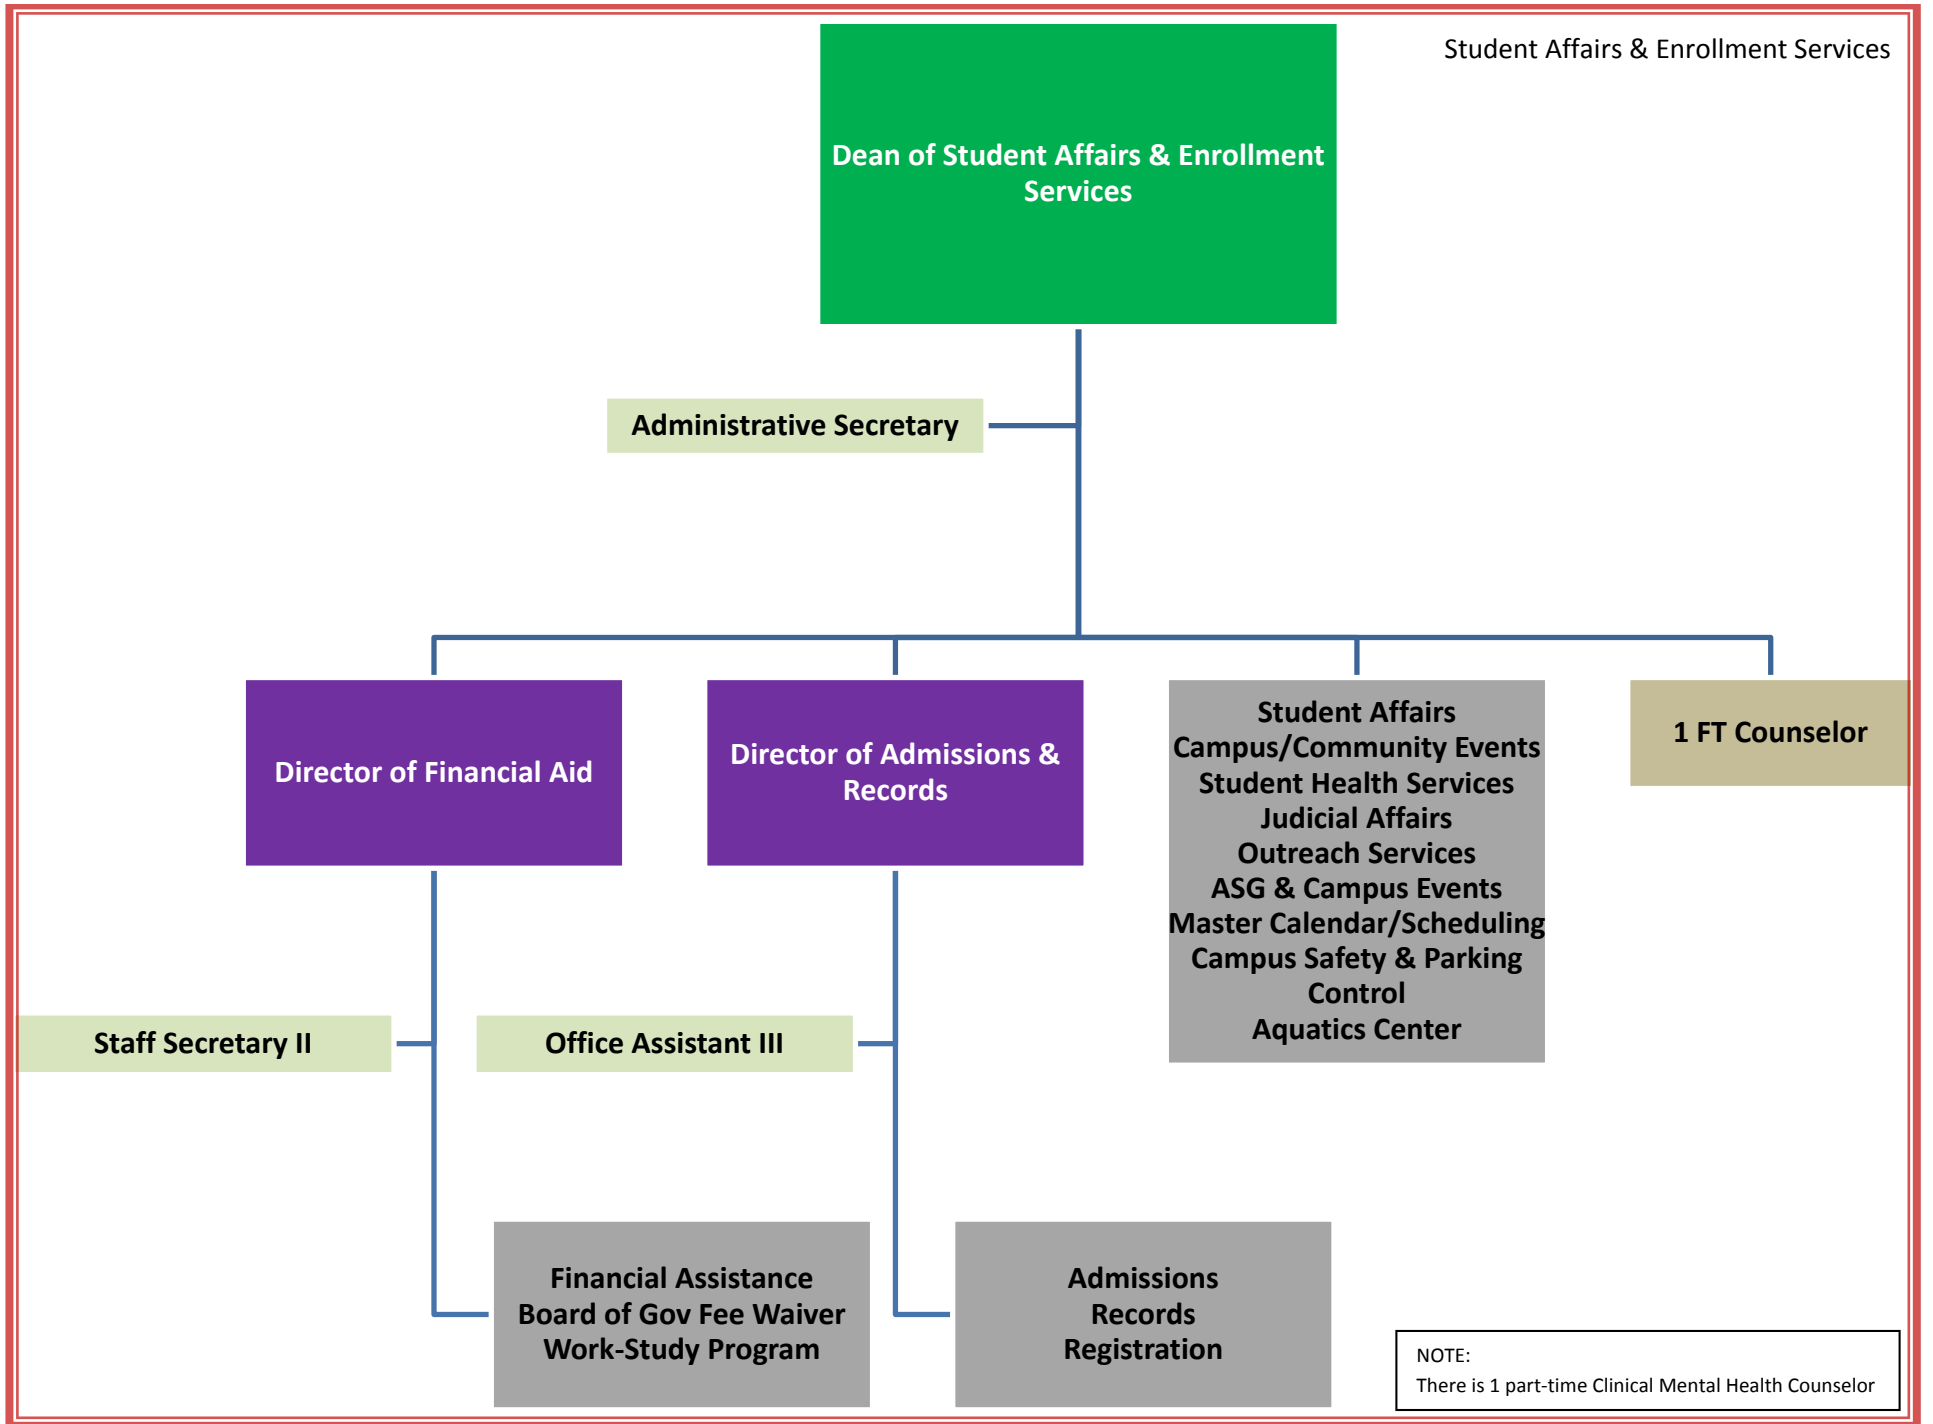 Student Affairs & Enrollment Services
Dean of Student Affairs & Enrollment
Services
Administrative Secretary
Director of Financial Aid
Director of Admissions &
Records
Student Affairs
Campus/Community Events
Student Health Services
Judicial Affairs
Outreach Services
ASG & Campus Events
Master Calendar/Scheduling
Campus Safety & Parking
Control
Aquatics Center
1 FT Counselor
Staff Secretary II
Office Assistant III
Financial Assistance
Board of Gov Fee Waiver
Work-Study Program
Admissions
Records
Registration
NOTE:
There is 1 part-time Clinical Mental Health Counselor